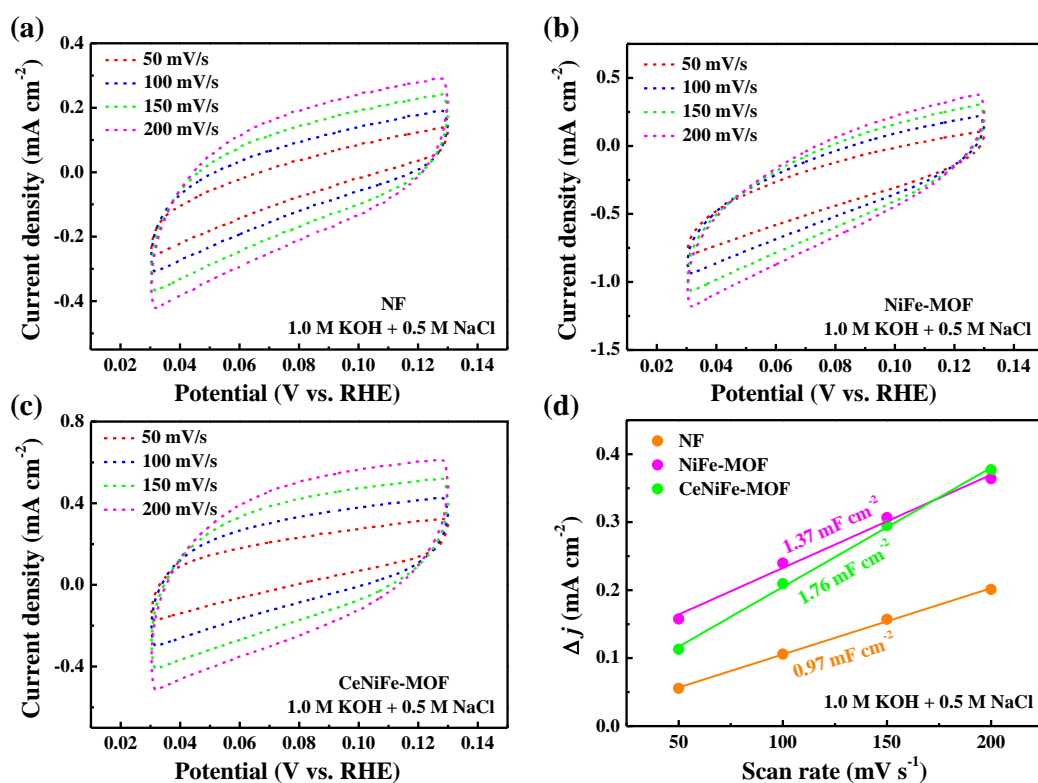 (a)
0.4
0.2
0.0
-0.2
-0.4
Current density (mA cm⁻²)
50 mV/s
100 mV/s
150 mV/s
200 mV/s
NF
1.0 M KOH + 0.5 M NaCl
0.02 0.04 0.06 0.08 0.10 0.12 0.14
Potential (V vs. RHE)
(b)
0.5
0.0
-0.5
-1.0
-1.5
Current density (mA cm⁻²)
50 mV/s
100 mV/s
150 mV/s
200 mV/s
NiFe-MOF
1.0 M KOH + 0.5 M NaCl
0.02 0.04 0.06 0.08 0.10 0.12 0.14
Potential (V vs. RHE)
(c)
0.8
0.4
0.0
-0.4
Current density (mA cm⁻²)
50 mV/s
100 mV/s
150 mV/s
200 mV/s
CeNiFe-MOF
1.0 M KOH + 0.5 M NaCl
0.02 0.04 0.06 0.08 0.10 0.12 0.14
Potential (V vs. RHE)
(d)
0.4
0.3
0.2
0.1
0.0
Δ j (mA cm⁻²)
NF
NiFe-MOF
CeNiFe-MOF
1.37 mF cm⁻²
1.76 mF cm⁻²
0.97 mF cm⁻²
1.0 M KOH + 0.5 M NaCl
50 100 150 200
Scan rate (mV s⁻¹)